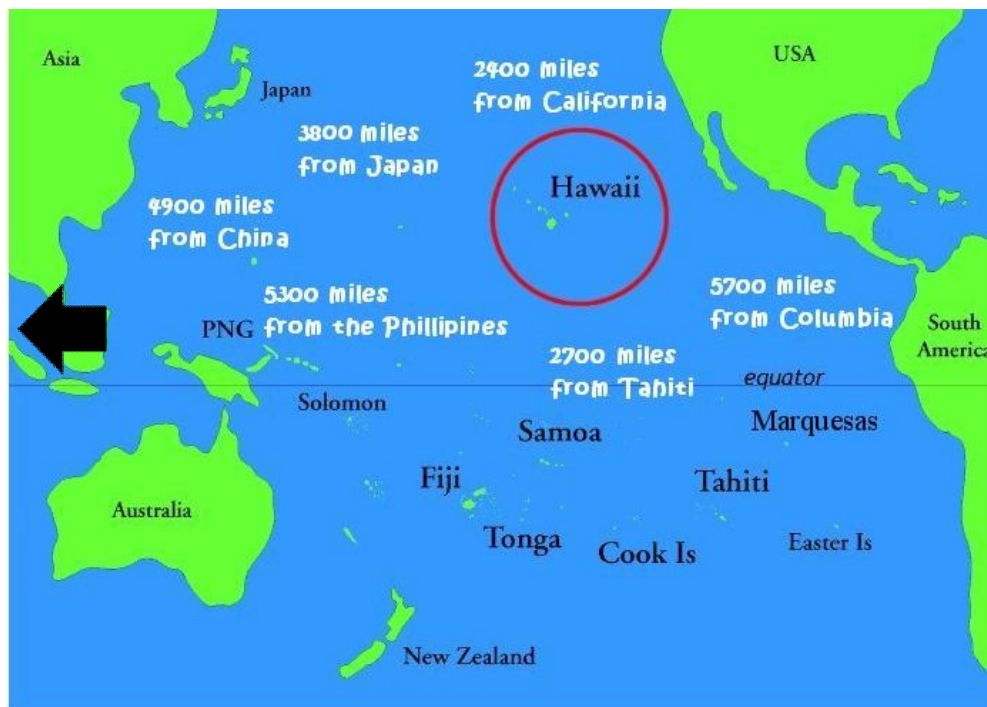 Asia
USA
2400 miles
from California
Japan
3800 miles
from Japan
Hawaii
4900 miles
from China
5300 miles
from the Phillipines
PNG
5700 miles
from Columbia
South
America
2700 miles
from Tahiti
equator
Solomon
Samoa
Marquesas
Fiji
Tahiti
Australia
Tonga
Cook Is
Easter Is
New Zealand